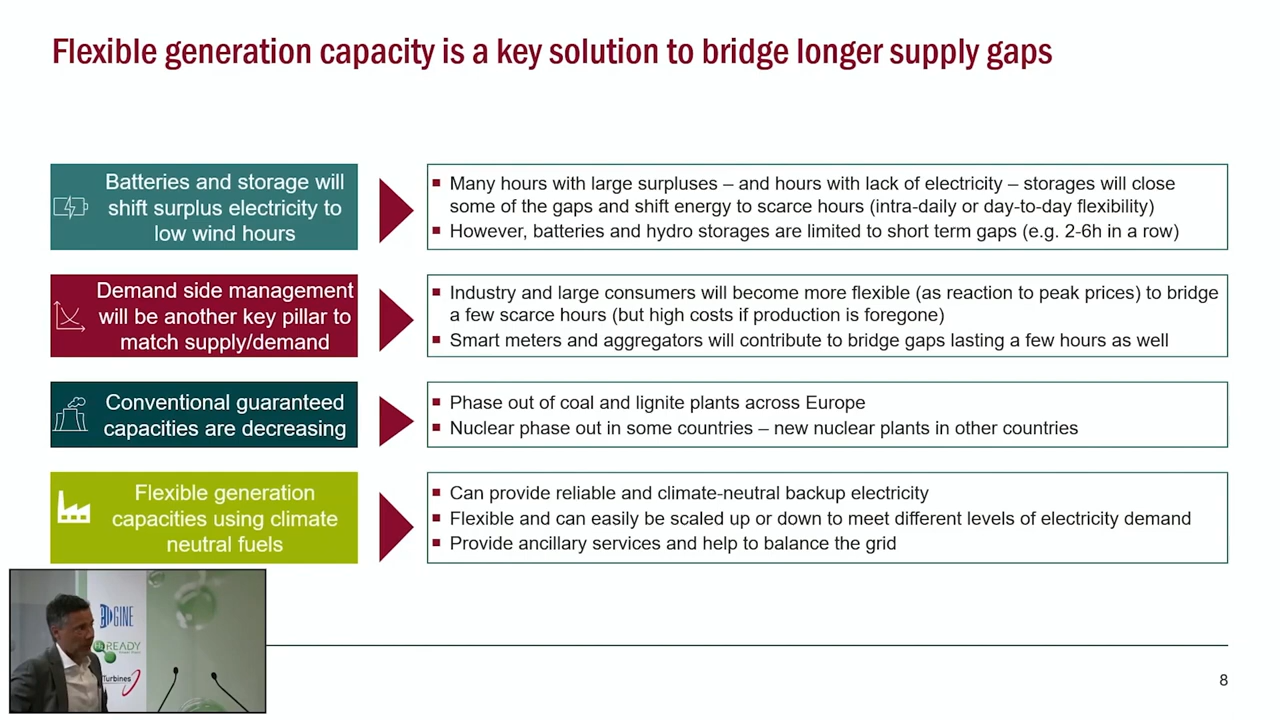 Flexible generation capacity is a key solution to bridge longer supply gaps
Batteries and storage will
shift surplus electricity to
low wind hours
▪ Many hours with large surpluses – and hours with lack of electricity – storages will close
some of the gaps and shift energy to scarce hours (intra-daily or day-to-day flexibility)
▪ However, batteries and hydro storages are limited to short term gaps (e.g. 2-6h in a row)
Demand side management
will be another key pillar to
match supply/demand
▪ Industry and large consumers will become more flexible (as reaction to peak prices) to bridge
a few scarce hours (but high costs if production is foregone)
▪ Smart meters and aggregators will contribute to bridge gaps lasting a few hours as well
Conventional guaranteed
capacities are decreasing
▪ Phase out of coal and lignite plants across Europe
▪ Nuclear phase out in some countries – new nuclear plants in other countries
Flexible generation
capacities using climate
neutral fuels
▪ Can provide reliable and climate-neutral backup electricity
▪ Flexible and can easily be scaled up or down to meet different levels of electricity demand
▪ Provide ancillary services and help to balance the grid
GINE
READY
Turbines
8